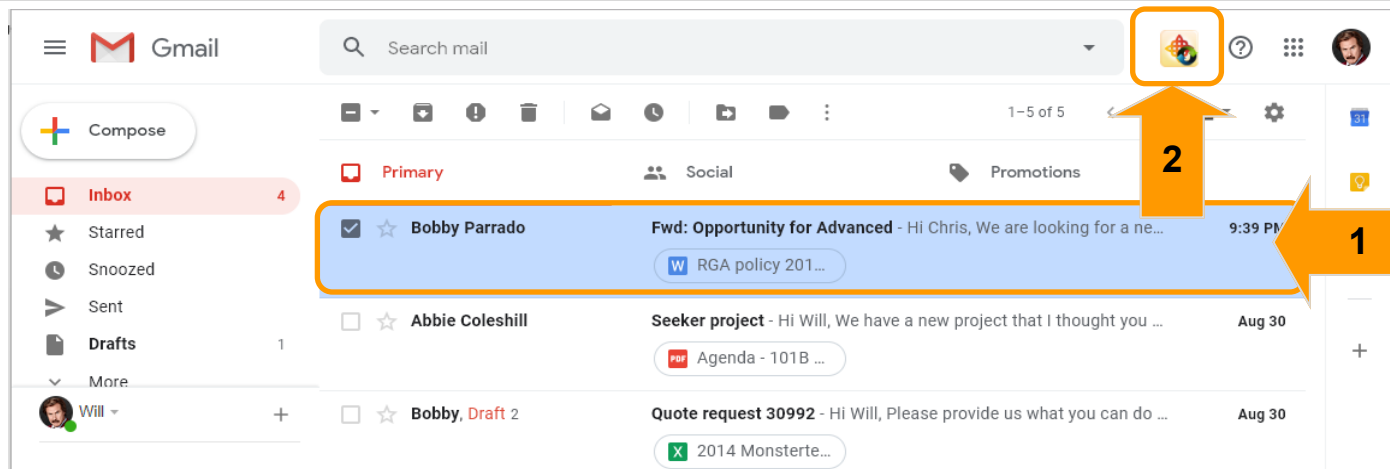 Gmail
Search mail
Compose
1–5 of 5
31
2
Primary
Social
Promotions
Inbox 4
Bobby Parrado Fwd: Opportunity for Advanced - Hi Chris, We are looking for a ne… 9:39 PM
1
Starred
W RGA policy 201…
Snoozed
Sent
Abbie Coleshill Seeker project - Hi Will, We have a new project that I thought you … Aug 30
Drafts 1
PDF Agenda - 101B …
More
Will
Bobby, Draft 2 Quote request 30992 - Hi Will, Please provide us what you can do … Aug 30
X 2014 Monsterte…